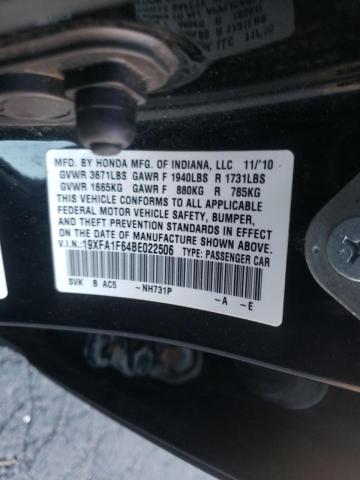 MFD. BY HONDA MFG. OF INDIANA, LLC 11/'10
GVWR 3671LBS GAWR F 1940LBS R 1731LBS
GVWR 1665KG GAWR F 880KG R 785KG
THIS VEHICLE CONFORMS TO ALL APPLICABLE
FEDERAL MOTOR VEHICLE SAFETY, BUMPER,
AND THEFT PREVENTION STANDARDS IN EFFECT
ON THE DATE OF MANUFACTURE SHOWN ABOVE.
V.I.N.:19XFA1F64BE022506 TYPE: PASSENGER CAR
SVK B AC5 -NH731P -A -E